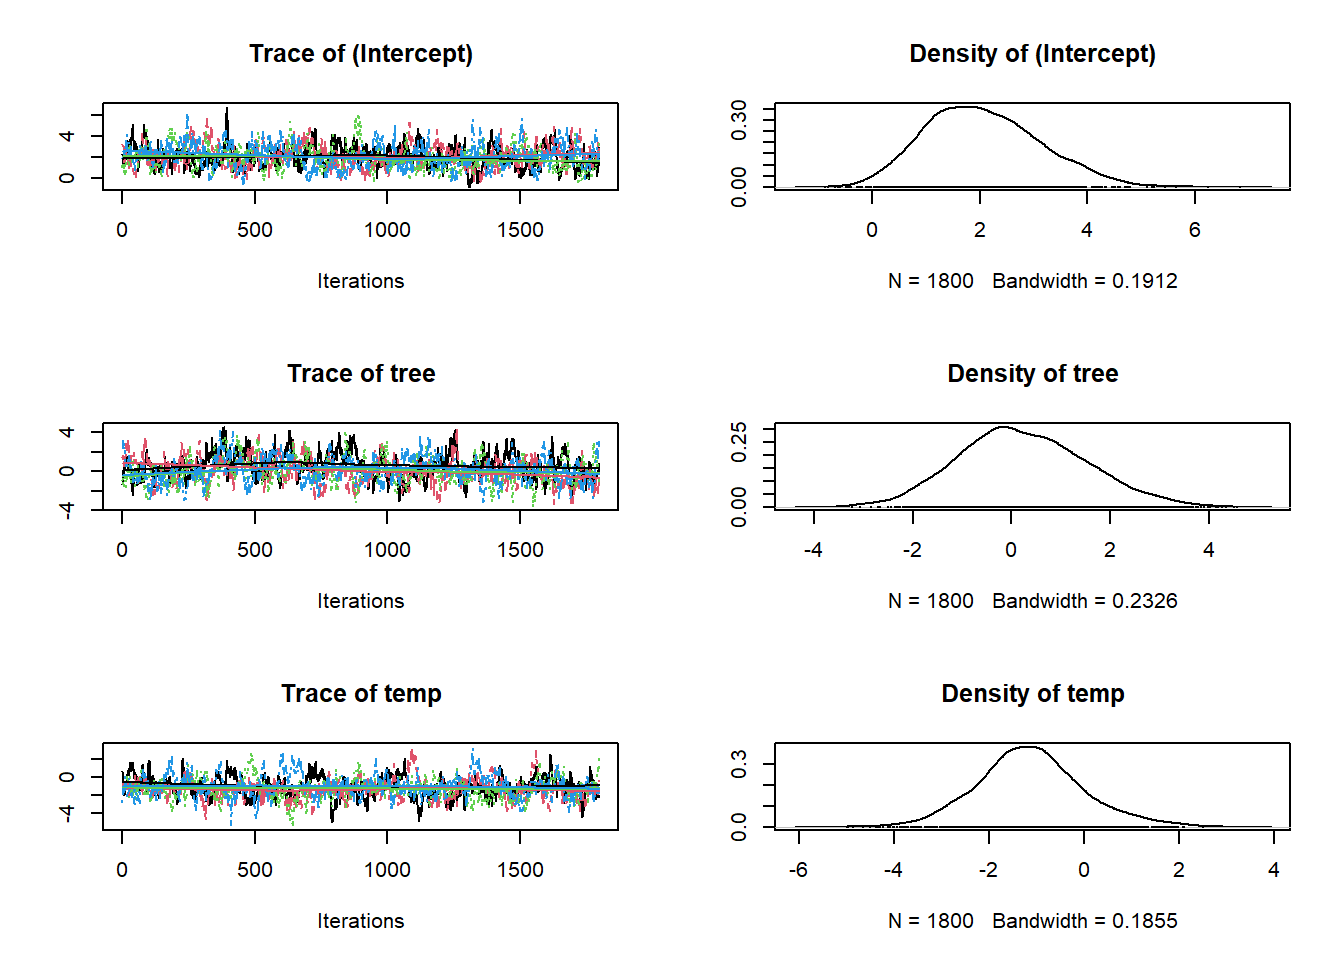 Trace of (Intercept)
4
0
0 500 1000 1500
Iterations
Density of (Intercept)
0.30
0.00
0 2 4 6
N = 1800 Bandwidth = 0.1912
Trace of tree
4
0
-4
0 500 1000 1500
Iterations
Density of tree
0.25
0.00
-4 -2 0 2 4
N = 1800 Bandwidth = 0.2326
Trace of temp
0
-4
0 500 1000 1500
Iterations
Density of temp
0.3
0.0
-6 -4 -2 0 2 4
N = 1800 Bandwidth = 0.1855